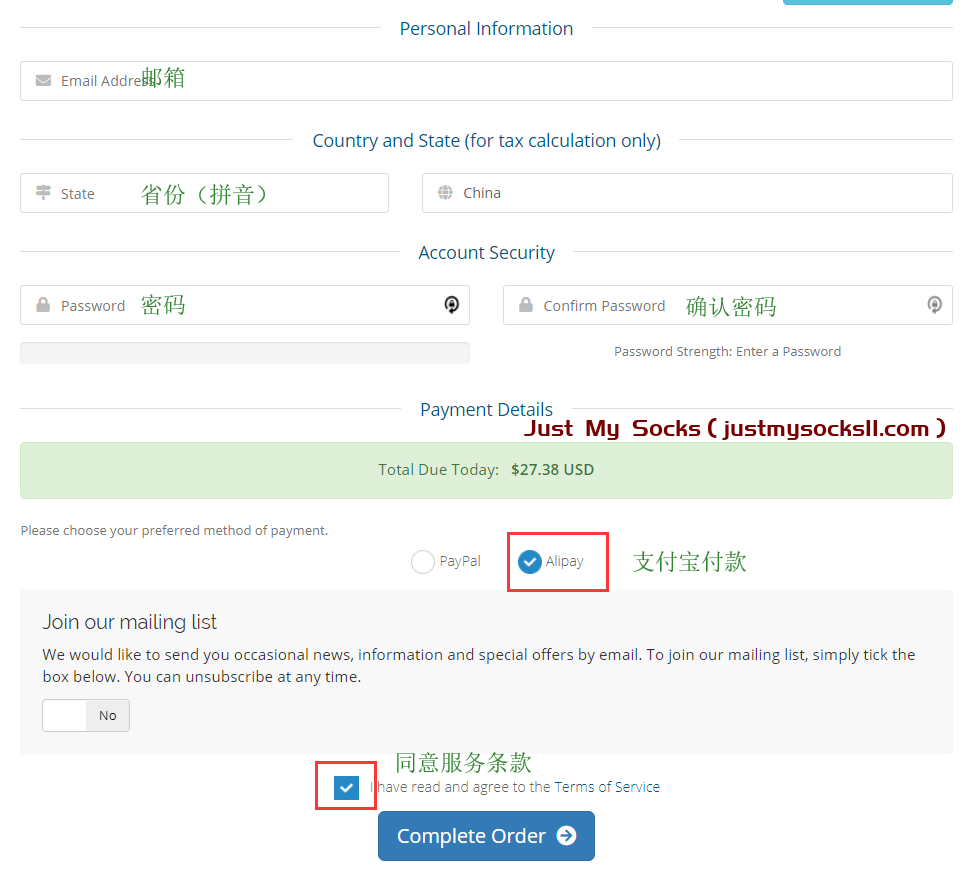 Personal Information
Email Address 邮箱
Country and State (for tax calculation only)
State 省份（拼音）
China
Account Security
Password 密码
Confirm Password 确认密码
Password Strength: Enter a Password
Payment Details
Just My Socks ( justmysocks11.com )
Total Due Today: $27.38 USD
Please choose your preferred method of payment.
PayPal
Alipay
支付宝付款
Join our mailing list
We would like to send you occasional news, information and special offers by email. To join our mailing list, simply tick the
box below. You can unsubscribe at any time.
No
同意服务条款
I have read and agree to the Terms of Service
Complete Order